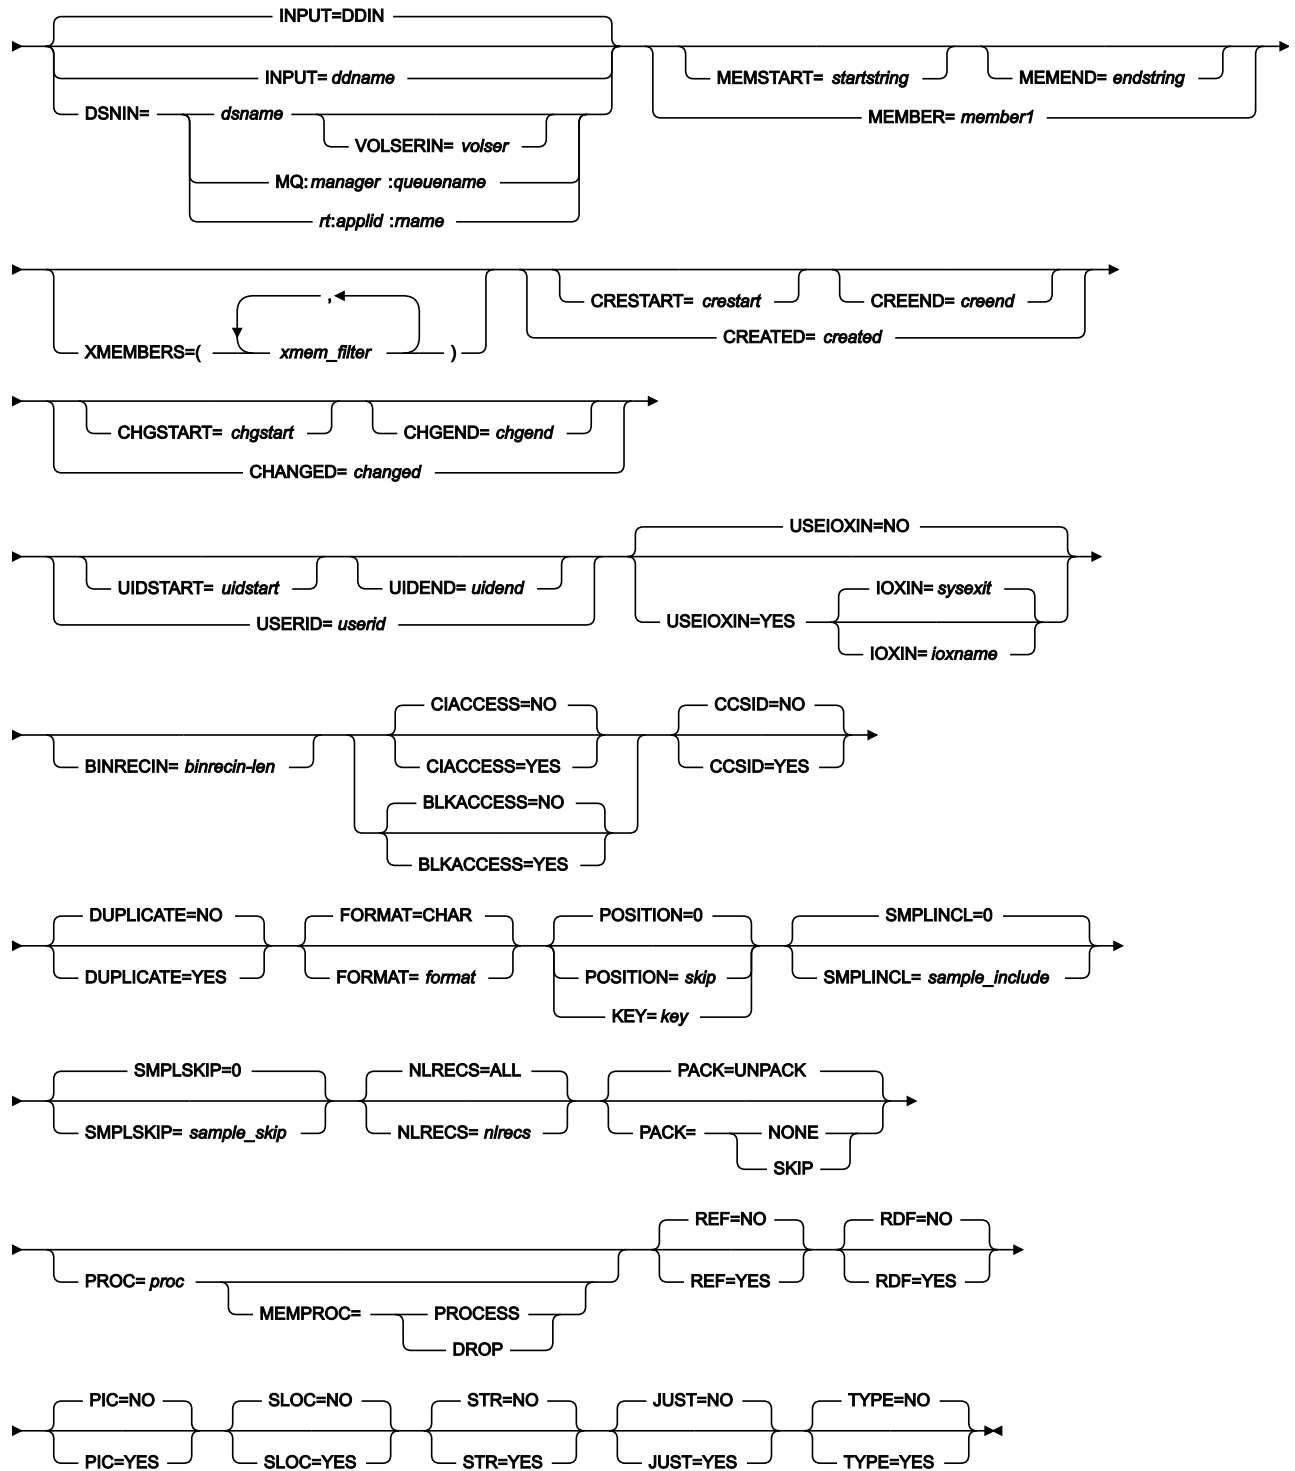 INPUT=DDIN
INPUT= ddname
DSNIN= dsname
VOLSERIN= volser
MQ:manager :queuename
rt:applid :rname
MEMSTART= startstring
MEMEND= endstring
MEMBER= member1
XMEMBERS=( , xmem_filter )
CRESTART= crestart
CREEND= creend
CREATED= created
CHGSTART= chgstart
CHGEND= chgend
CHANGED= changed
UIDSTART= uidstart
UIDEND= uidend
USERID= userid
USEIOXIN=NO
USEIOXIN=YES
IOXIN= sysexit
IOXIN= ioxname
BINRECIN= binrecin-len
CIACCESS=NO
CIACCESS=YES
BLKACCESS=NO
BLKACCESS=YES
CCSID=NO
CCSID=YES
DUPLICATE=NO
DUPLICATE=YES
FORMAT=CHAR
FORMAT= format
POSITION=0
POSITION= skip
KEY= key
SMPLINCL=0
SMPLINCL= sample_include
SMPLSKIP=0
SMPLSKIP= sample_skip
NLRECS=ALL
NLRECS= nlrecs
PACK=UNPACK
PACK= NONE
SKIP
PROC= proc
MEMPROC= PROCESS
DROP
REF=NO
REF=YES
RDF=NO
RDF=YES
PIC=NO
PIC=YES
SLOC=NO
SLOC=YES
STR=NO
STR=YES
JUST=NO
JUST=YES
TYPE=NO
TYPE=YES